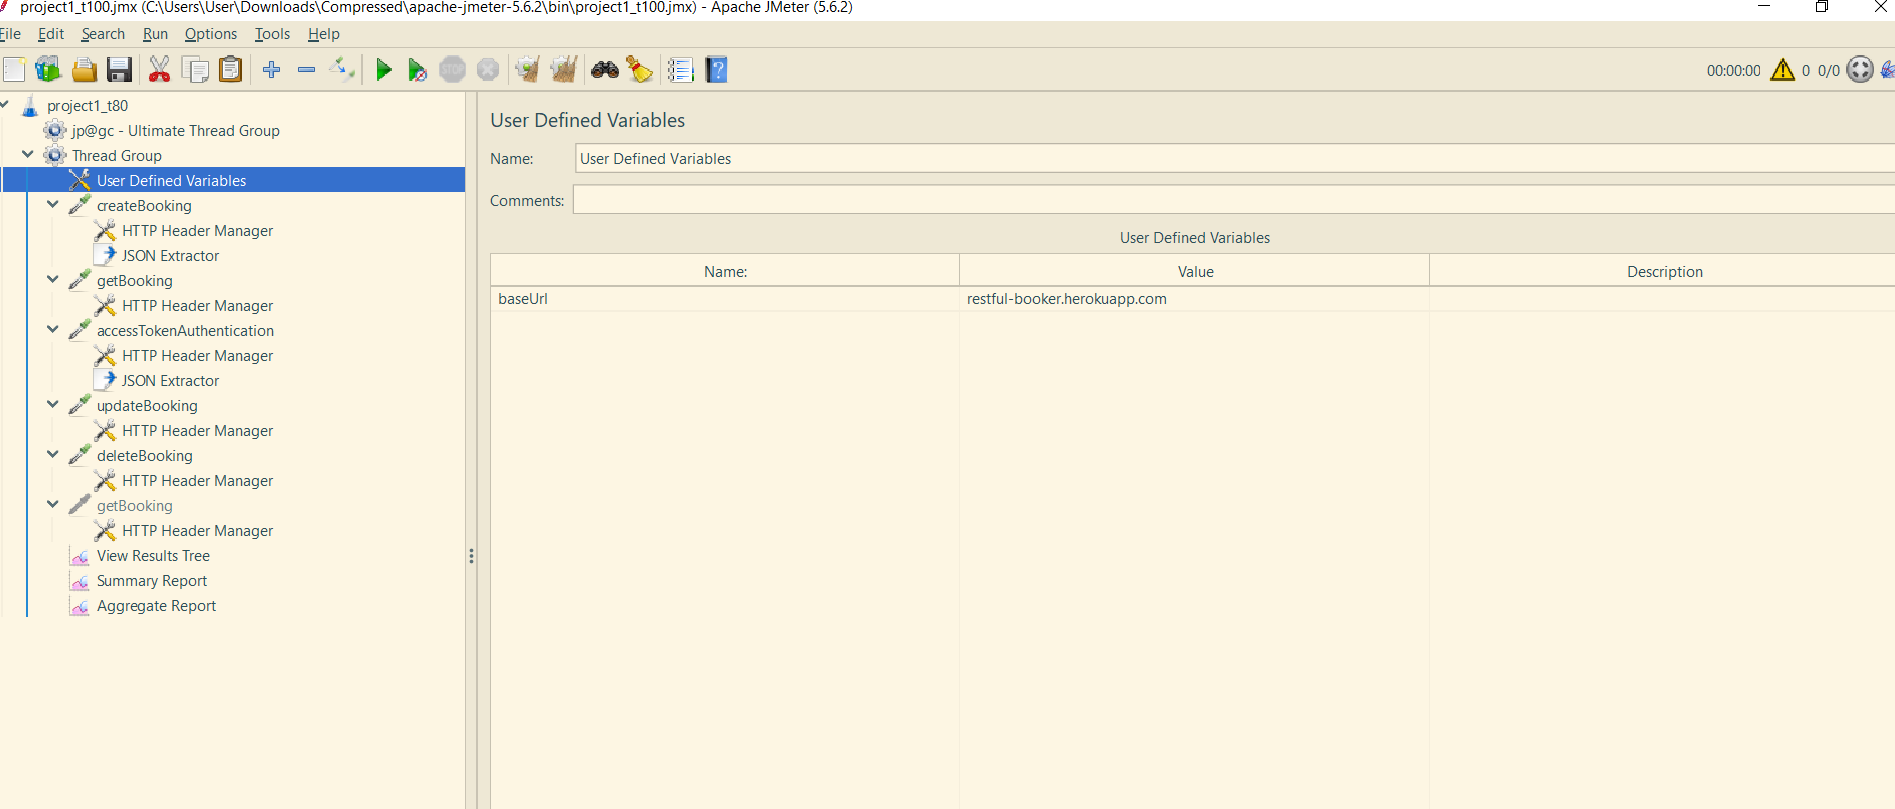 project1_t100.jmx (C:\Users\User\Downloads\Compressed\apache-jmeter-5.6.2\bin\project1_t100.jmx) - Apache JMeter (5.6.2)
File Edit Search Run Options Tools Help
STOP
00:00:00 0 0/0
project1_t80
jp@gc - Ultimate Thread Group
Thread Group
User Defined Variables
createBooking
HTTP Header Manager
JSON Extractor
getBooking
HTTP Header Manager
accessTokenAuthentication
HTTP Header Manager
JSON Extractor
updateBooking
HTTP Header Manager
deleteBooking
HTTP Header Manager
getBooking
HTTP Header Manager
View Results Tree
Summary Report
Aggregate Report
User Defined Variables
Name: User Defined Variables
Comments:
User Defined Variables
Name: Value Description
baseUrl restful-booker.herokuapp.com